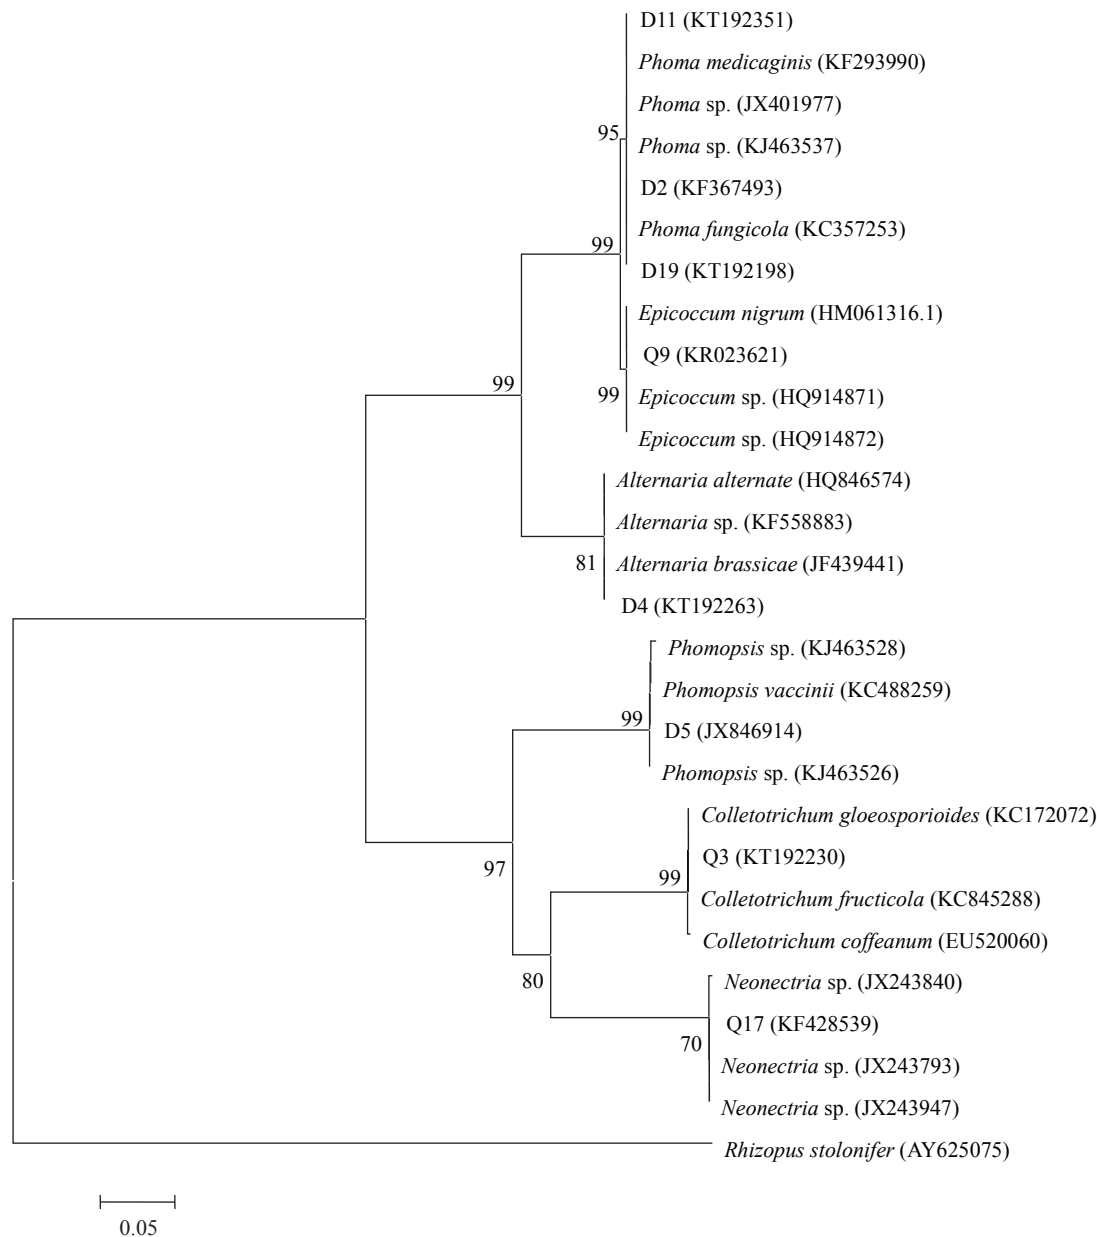 D11 (KT192351)
Phoma medicaginis (KF293990)
Phoma sp. (JX401977)
95
Phoma sp. (KJ463537)
D2 (KF367493)
Phoma fungicola (KC357253)
99
D19 (KT192198)
Epicoccum nigrum (HM061316.1)
Q9 (KR023621)
99
99
Epicoccum sp. (HQ914871)
Epicoccum sp. (HQ914872)
Alternaria alternate (HQ846574)
Alternaria sp. (KF558883)
81
Alternaria brassicae (JF439441)
D4 (KT192263)
Phomopsis sp. (KJ463528)
Phomopsis vaccinii (KC488259)
99
D5 (JX846914)
Phomopsis sp. (KJ463526)
Colletotrichum gloeosporioides (KC172072)
Q3 (KT192230)
97
99
Colletotrichum fructicola (KC845288)
Colletotrichum coffeanum (EU520060)
80
Neonectria sp. (JX243840)
Q17 (KF428539)
70
Neonectria sp. (JX243793)
Neonectria sp. (JX243947)
Rhizopus stolonifer (AY625075)
0.05